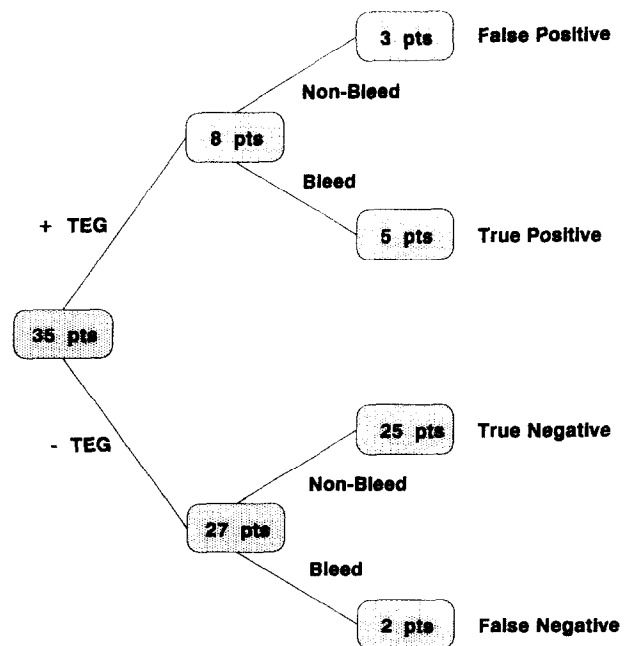 3 pts False Positive
Non-Bleed
8 pts
Bleed
+ TEG
5 pts True Positive
35 pts
25 pts True Negative
- TEG
Non-Bleed
27 pts
Bleed
2 pts False Negative